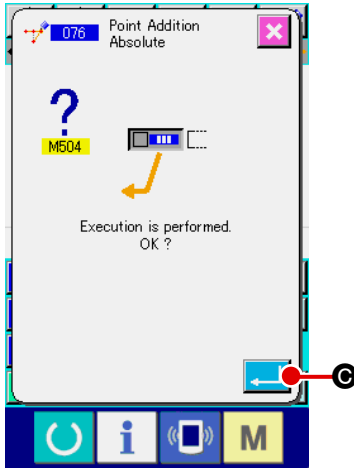 076 Point Addition
Absolute
?
M504
Execution is performed.
OK ?
C
i
M